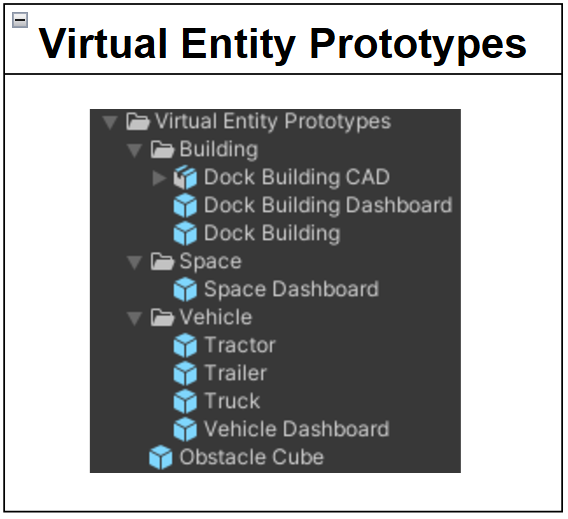 Virtual Entity Prototypes
Virtual Entity Prototypes
Building
Dock Building CAD
Dock Building Dashboard
Dock Building
Space
Space Dashboard
Vehicle
Tractor
Trailer
Truck
Vehicle Dashboard
Obstacle Cube